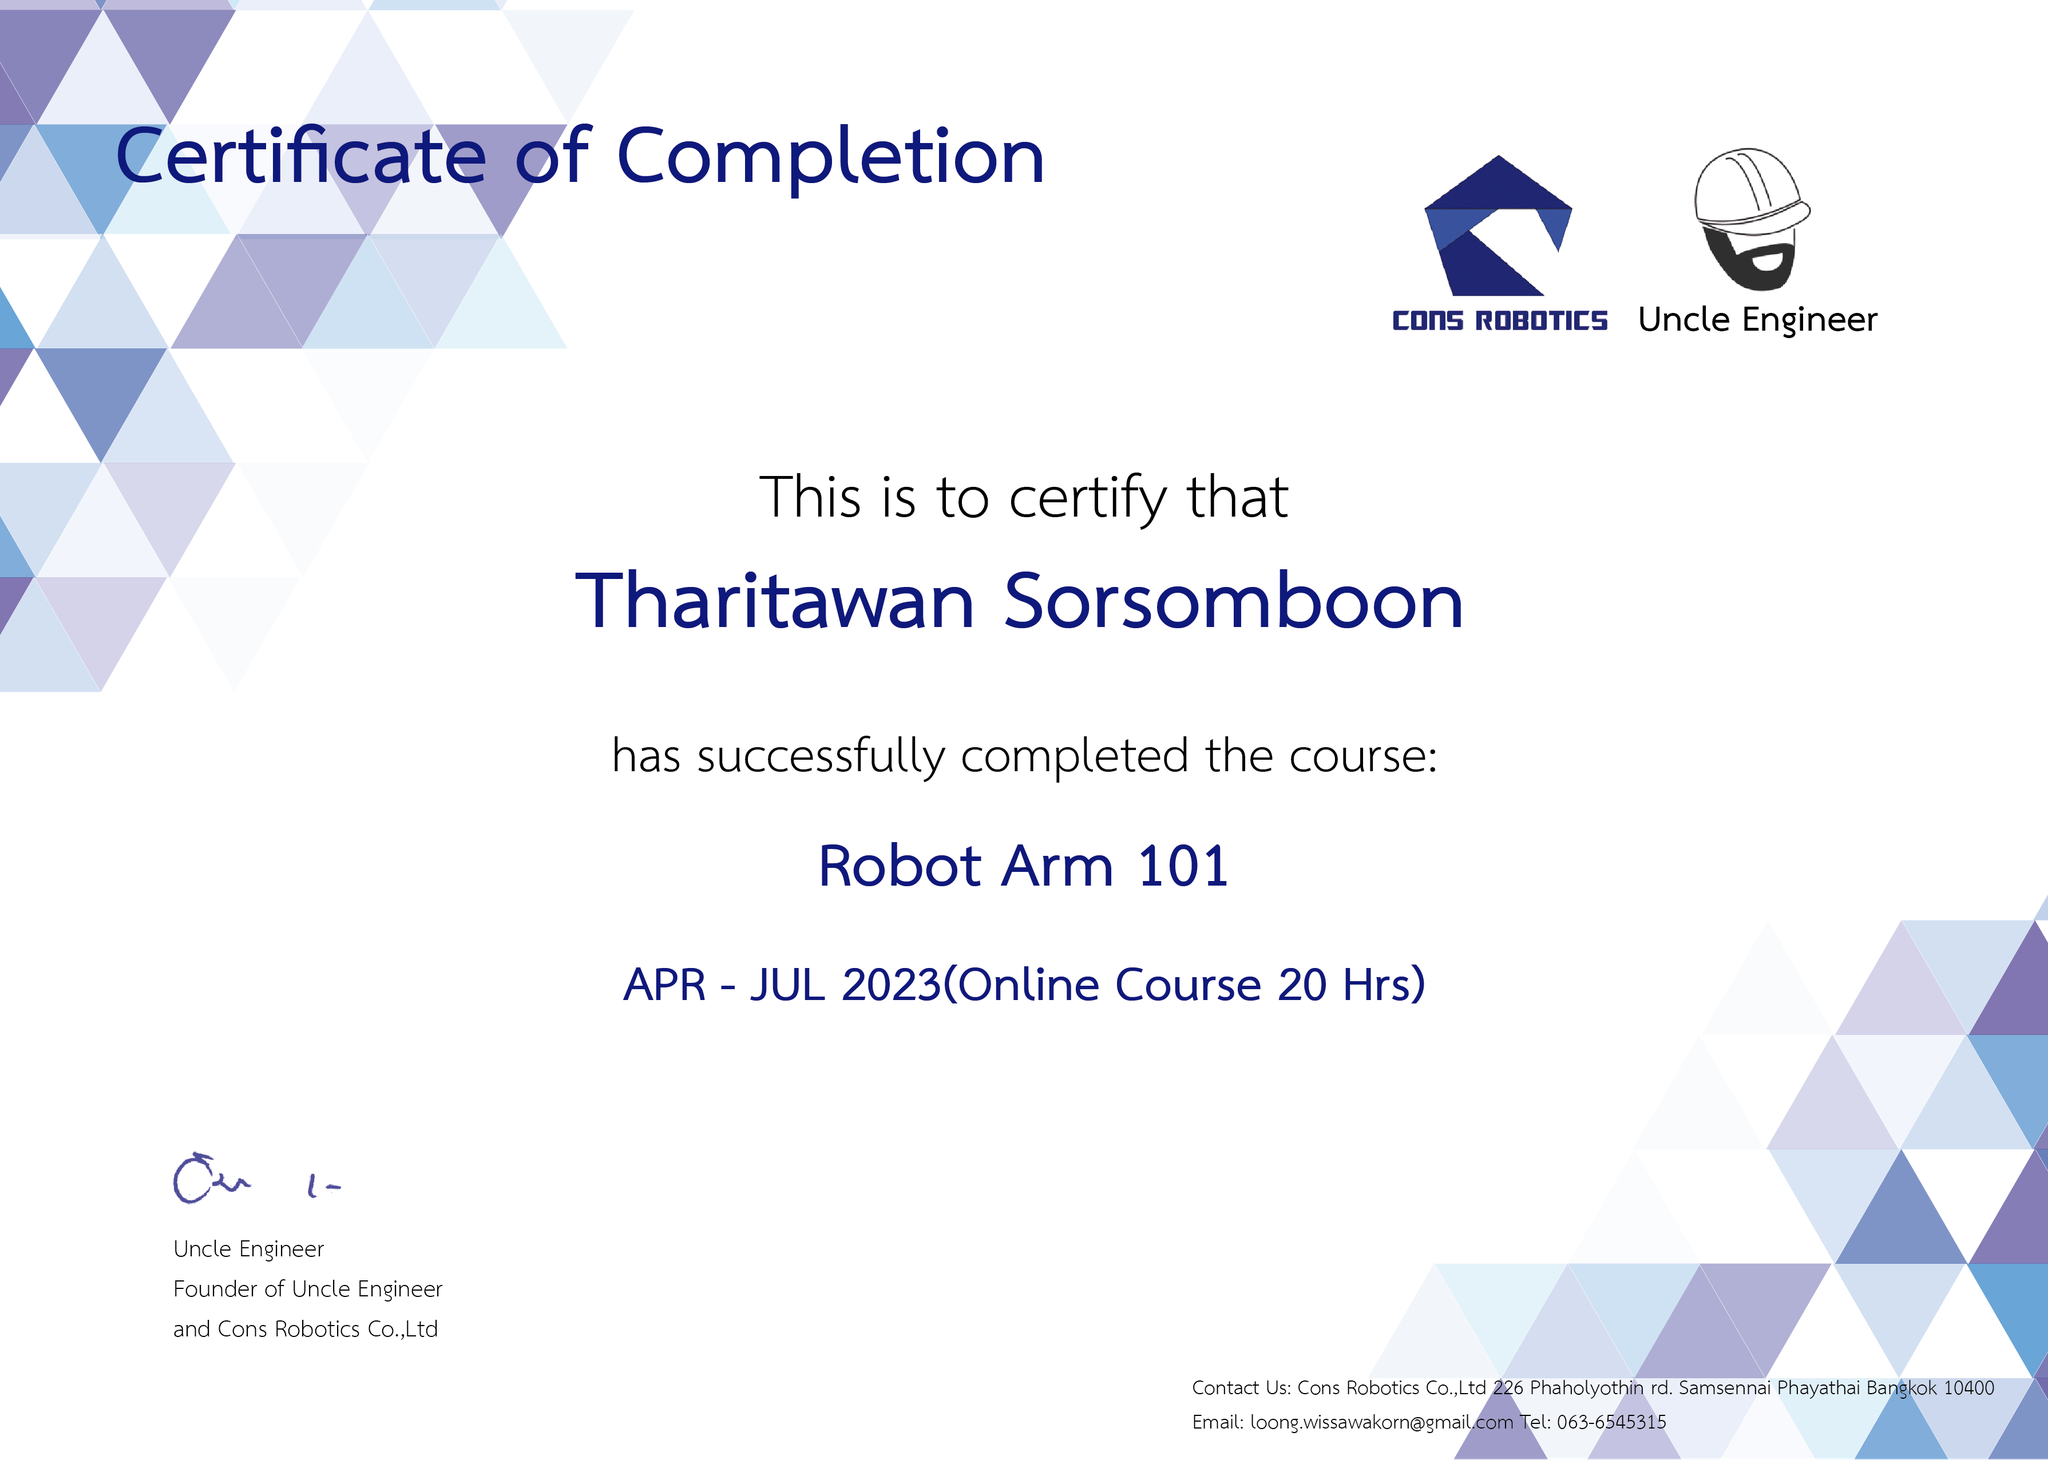 Certificate of Completion
CONS ROBOTICS
Uncle Engineer
This is to certify that
Tharitawan Sorsomboon
has successfully completed the course:
Robot Arm 101
APR - JUL 2023(Online Course 20 Hrs)
Uncle Engineer
Founder of Uncle Engineer
and Cons Robotics Co.,Ltd
Contact Us: Cons Robotics Co.,Ltd 226 Phaholyothin rd. Samsennai Phayathai Bangkok 10400
Email: loong.wissawakorn@gmail.com Tel: 063-6545315